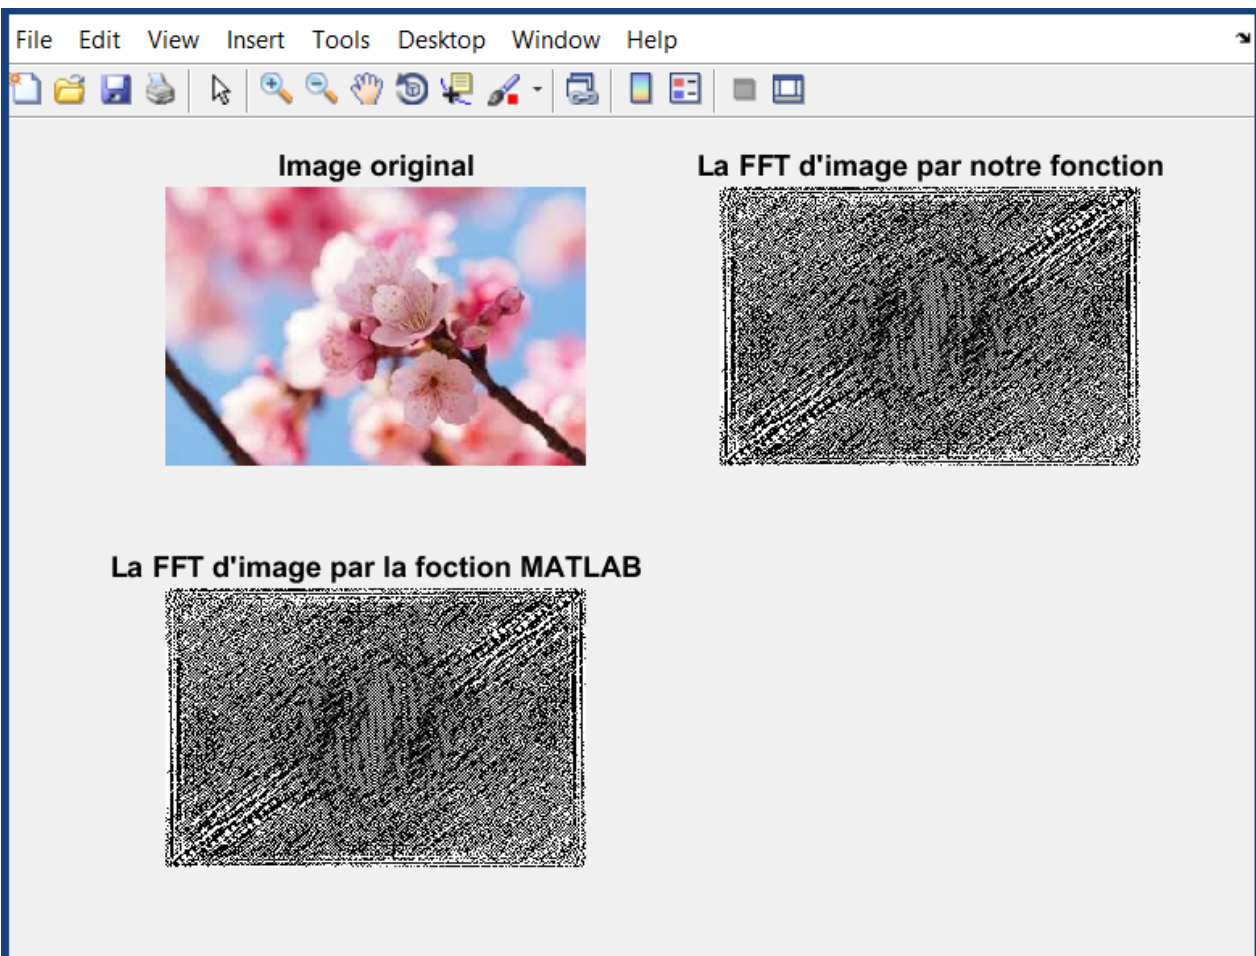 File Edit View Insert Tools Desktop Window Help
Image original
La FFT d'image par notre fonction
La FFT d'image par la foction MATLAB